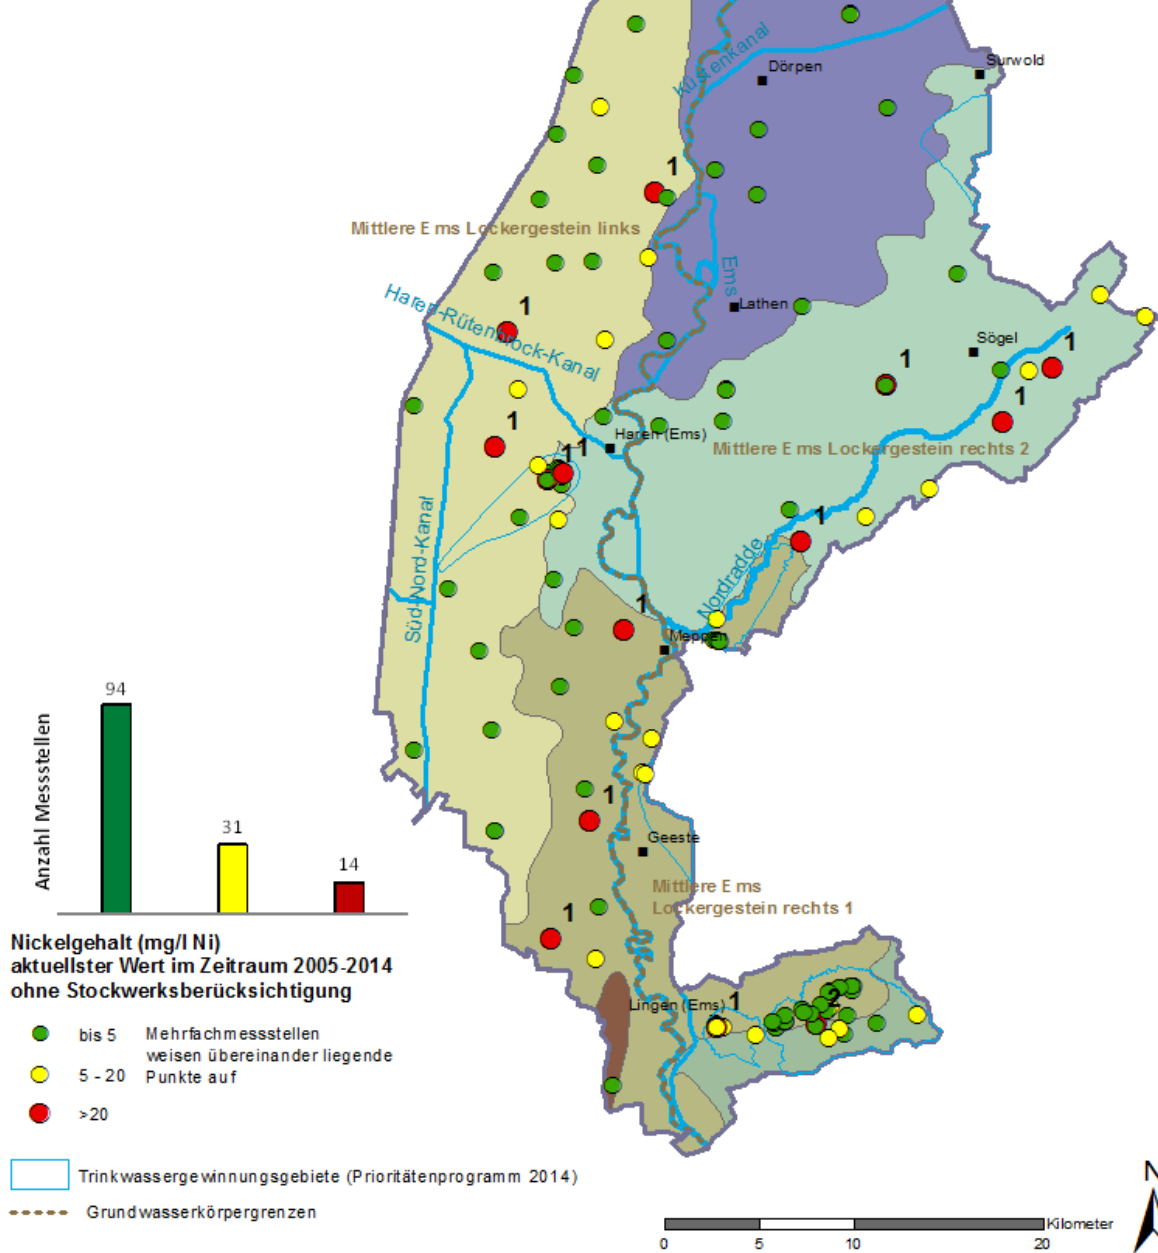 Küstenkanal
Dörpen
Surwold
1
Mittlere Ems Lockergestein links
Ems
Haren-Rütenbrock-Kanal
1
Lathen
Sögel
1
1
1
1
Haren (Ems)
Mittlere Ems Lockergestein rechts 2
1
1
Süd-Nord-Kanal
1
Nordradde
1
Meppen
94
31
14
Anzahl Messstellen
1
Geeste
Mittlere Ems
Lockergestein rechts 1
1
Lingen (Ems)
1
2
Nickelgehalt (mg/l Ni)
aktuellster Wert im Zeitraum 2005-2014
ohne Stockwerksberücksichtigung
bis 5
5 - 20
>20
Mehrfachmessstellen
weisen übereinander liegende
Punkte auf
Trinkwassergewinnungsgebiete (Prioritätenprogramm 2014)
Grundwasserkörpergrenzen
N
Kilometer
0 5 10 20